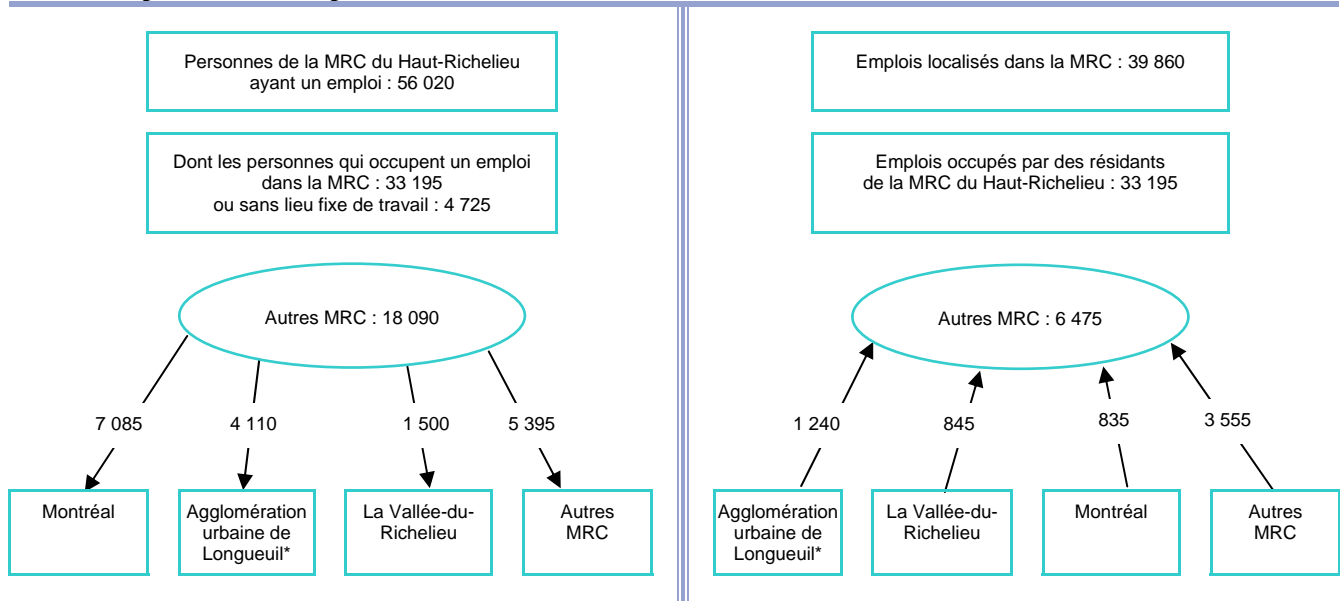 Personnes de la MRC du Haut-Richelieu
ayant un emploi : 56 020
Dont les personnes qui occupent un emploi
dans la MRC : 33 195
ou sans lieu fixe de travail : 4 725
Autres MRC : 18 090
7 085
4 110
1 500
5 395
Montréal
Agglomération
urbaine de
Longueuil*
La Vallée-du-
Richelieu
Autres
MRC
Emplois localisés dans la MRC : 39 860
Emplois occupés par des résidants
de la MRC du Haut-Richelieu : 33 195
Autres MRC : 6 475
1 240
845
835
3 555
Agglomération
urbaine de
Longueuil*
La Vallée-du-
Richelieu
Montréal
Autres
MRC